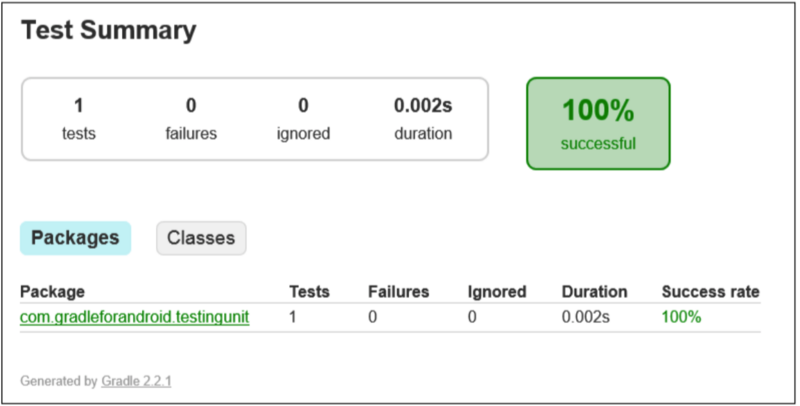 Test Summary
1 0 0 0.002s 100%
tests failures ignored duration successful
Packages Classes
Package Tests Failures Ignored Duration Success rate
com.gradleforandroid.testingunit 1 0 0 0.002s 100%
Generated by Gradle 2.2.1